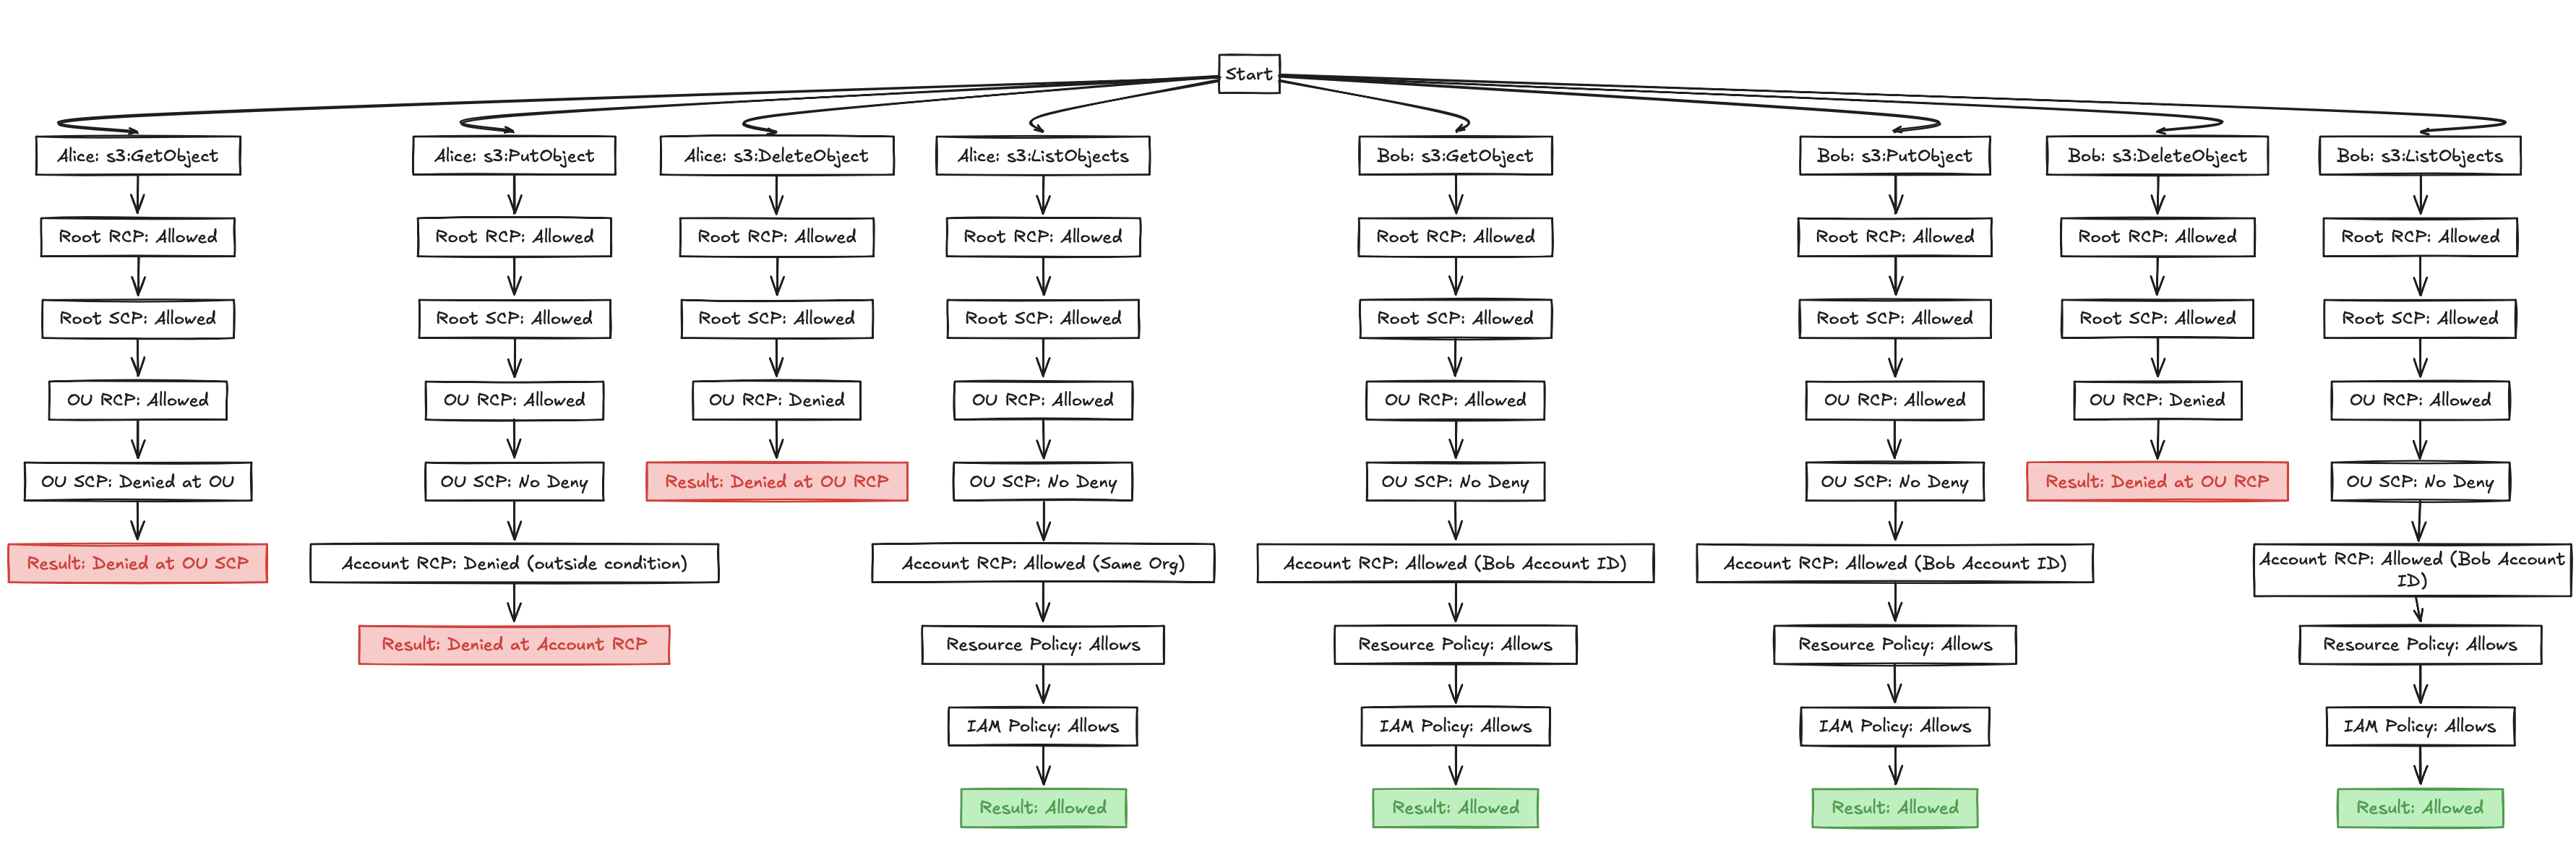 Start
Alice: s3:GetObject
Alice: s3:PutObject
Alice: s3:DeleteObject
Alice: s3:ListObjects
Bob: s3:GetObject
Bob: s3:PutObject
Bob: s3:DeleteObject
Bob: s3:ListObjects
Root RCP: Allowed
Root RCP: Allowed
Root RCP: Allowed
Root RCP: Allowed
Root RCP: Allowed
Root RCP: Allowed
Root RCP: Allowed
Root RCP: Allowed
Root SCP: Allowed
Root SCP: Allowed
Root SCP: Allowed
Root SCP: Allowed
Root SCP: Allowed
Root SCP: Allowed
Root SCP: Allowed
Root SCP: Allowed
OU RCP: Allowed
OU RCP: Allowed
OU RCP: Denied
OU RCP: Allowed
OU RCP: Allowed
OU RCP: Allowed
OU RCP: Denied
OU RCP: Allowed
OU SCP: Denied at OU
OU SCP: No Deny
Result: Denied at OU RCP
OU SCP: No Deny
OU SCP: No Deny
OU SCP: No Deny
Result: Denied at OU RCP
OU SCP: No Deny
Result: Denied at OU SCP
Account RCP: Denied (outside condition)
Account RCP: Allowed (Same Org)
Account RCP: Allowed (Bob Account ID)
Account RCP: Allowed (Bob Account ID)
Account RCP: Allowed (Bob Account
ID)
Result: Denied at Account RCP
Resource Policy: Allows
Resource Policy: Allows
Resource Policy: Allows
Resource Policy: Allows
IAM Policy: Allows
IAM Policy: Allows
IAM Policy: Allows
IAM Policy: Allows
Result: Allowed
Result: Allowed
Result: Allowed
Result: Allowed